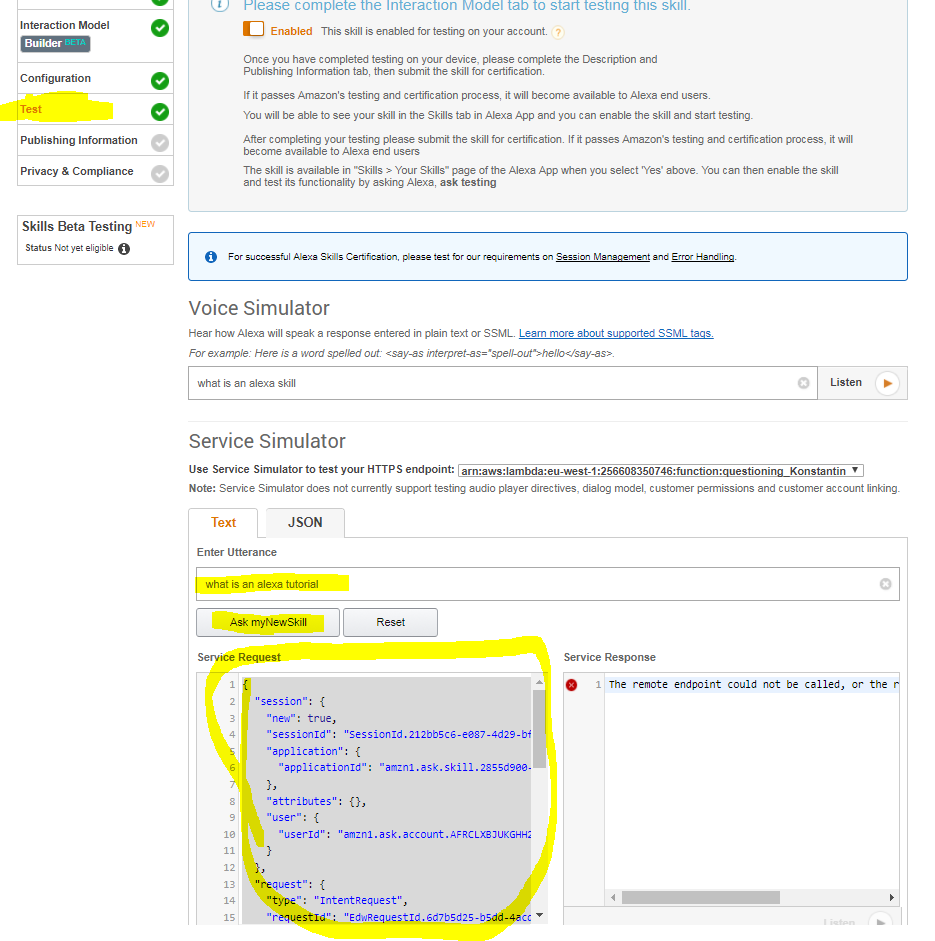 Please complete the Interaction Model tab to start testing this skill.
Interaction Model
Builder BETA
Configuration
Test
Publishing Information
Privacy & Compliance
Skills Beta Testing NEW
Status Not yet eligible
Enabled This skill is enabled for testing on your account. ?
Once you have completed testing on your device, please complete the Description and
Publishing Information tab, then submit the skill for certification.
If it passes Amazon's testing and certification process, it will become available to Alexa end users.
You will be able to see your skill in the Skills tab in Alexa App and you can enable the skill and start testing.
After completing your testing please submit the skill for certification. If it passes Amazon's testing and certification process, it will
become available to Alexa end users
The skill is available in "Skills > Your Skills" page of the Alexa App when you select 'Yes' above. You can then enable the skill
and test its functionality by asking Alexa, ask testing
For successful Alexa Skills Certification, please test for our requirements on Session Management and Error Handling.
Voice Simulator
Hear how Alexa will speak a response entered in plain text or SSML. Learn more about supported SSML tags.
For example: Here is a word spelled out: <say-as interpret-as="spell-out">hello</say-as>.
what is an alexa skill
Listen
Service Simulator
Use Service Simulator to test your HTTPS endpoint: arn:aws:lambda:eu-west-1:256608350746:function:questioning_Konstantin
Note: Service Simulator does not currently support testing audio player directives, dialog model, customer permissions and customer account linking.
Text JSON
Enter Utterance
what is an alexa tutorial
Ask myNewSkill Reset
Service Request
1 {
2 "session": {
3 "new": true,
4 "sessionId": "SessionId.212bb5c6-e087-4d29-bf
5 "application": {
6 "applicationId": "amzn1.ask.skill.2855d900-
7 },
8 "attributes": {},
9 "user": {
10 "userId": "amzn1.ask.account.AFRCLXBJUKGHH2
11 }
12 },
13 "request": {
14 "type": "IntentRequest",
15 "requestId": "EdwRequestId.6d7b5d25-b5dd-4acc
Service Response
1 The remote endpoint could not be called, or the r
Listen